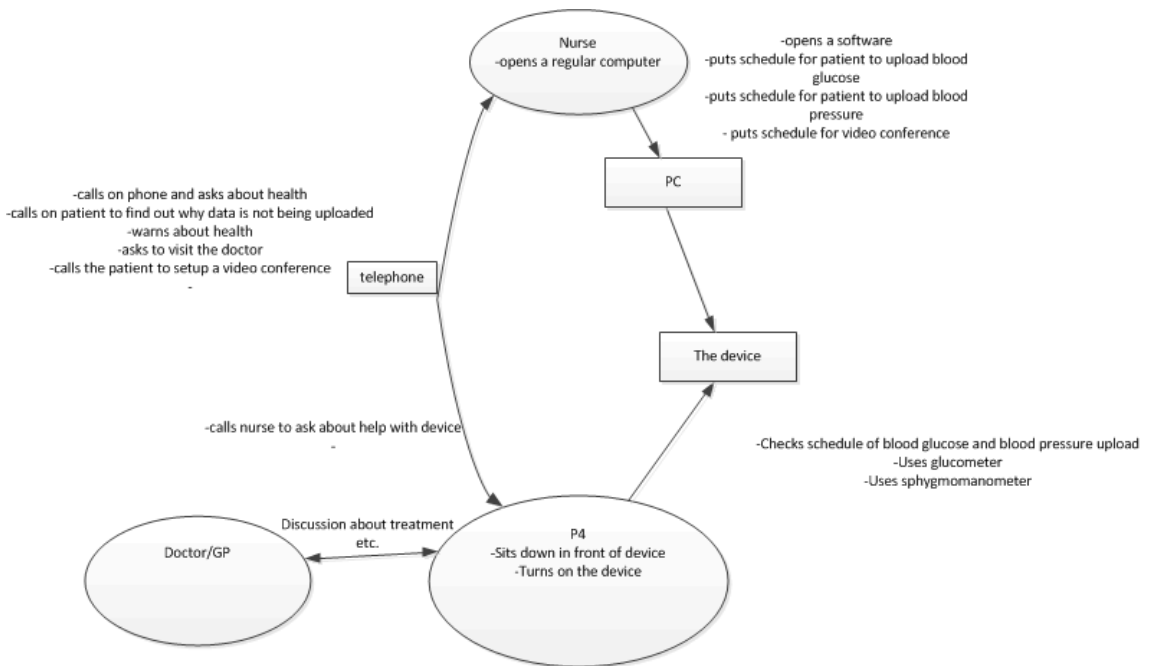 Nurse
-opens a regular computer
-opens a software
-puts schedule for patient to upload blood
glucose
-puts schedule for patient to upload blood
pressure
- puts schedule for video conference
PC
-calls on phone and asks about health
-calls on patient to find out why data is not being uploaded
-warns about health
-asks to visit the doctor
-calls the patient to setup a video conference
-
telephone
The device
-calls nurse to ask about help with device
-
-Checks schedule of blood glucose and blood pressure upload
-Uses glucometer
-Uses sphygmomanometer
Discussion about treatment
etc.
Doctor/GP
P4
-Sits down in front of device
-Turns on the device